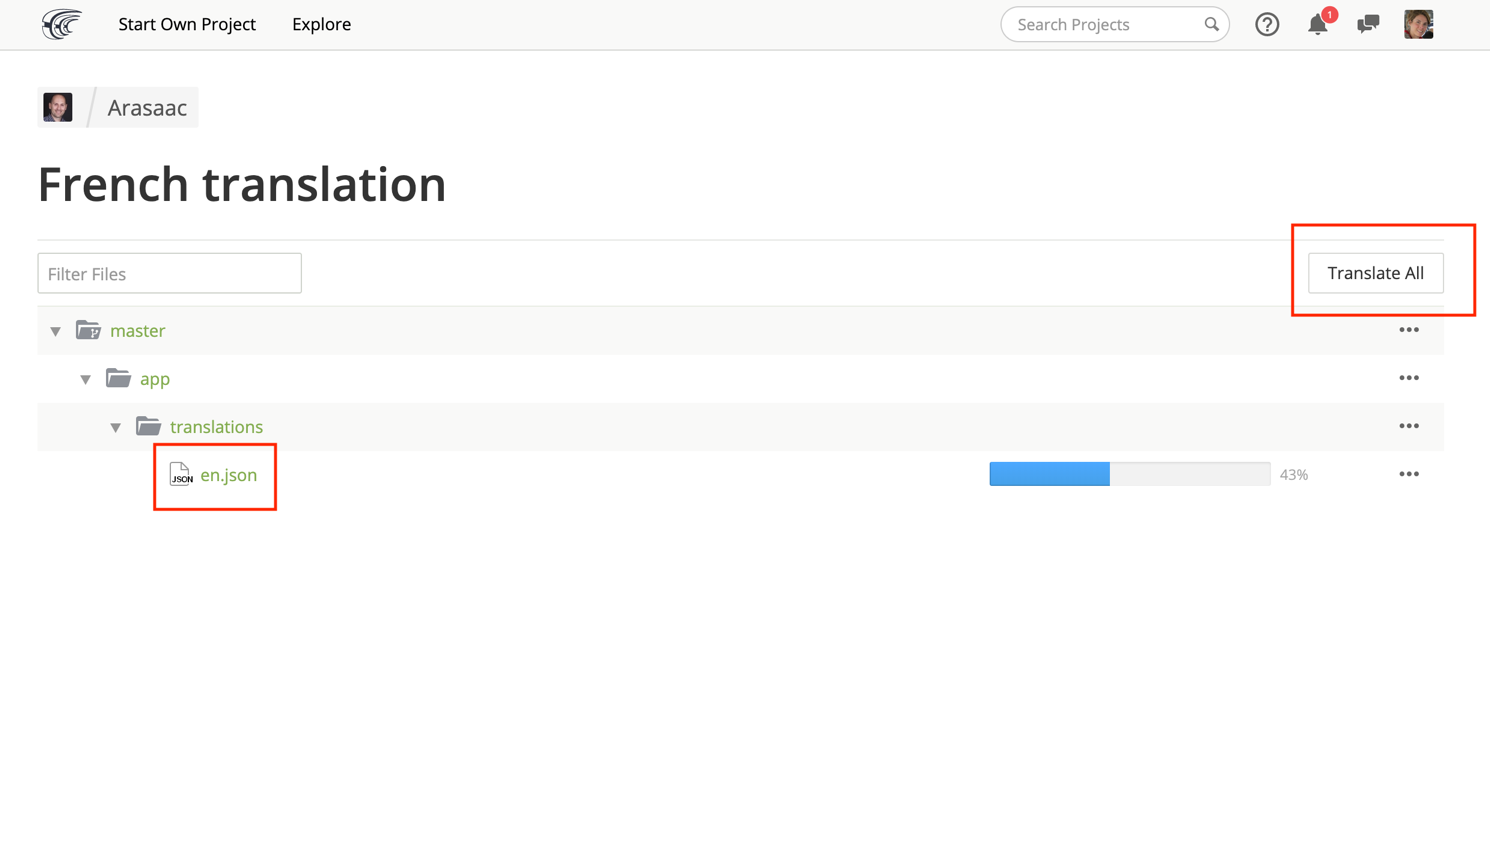 Start Own Project
Explore
Search Projects
1
Arasaac
French translation
Filter Files
Translate All
master
app
translations
JSON
en.json
43%